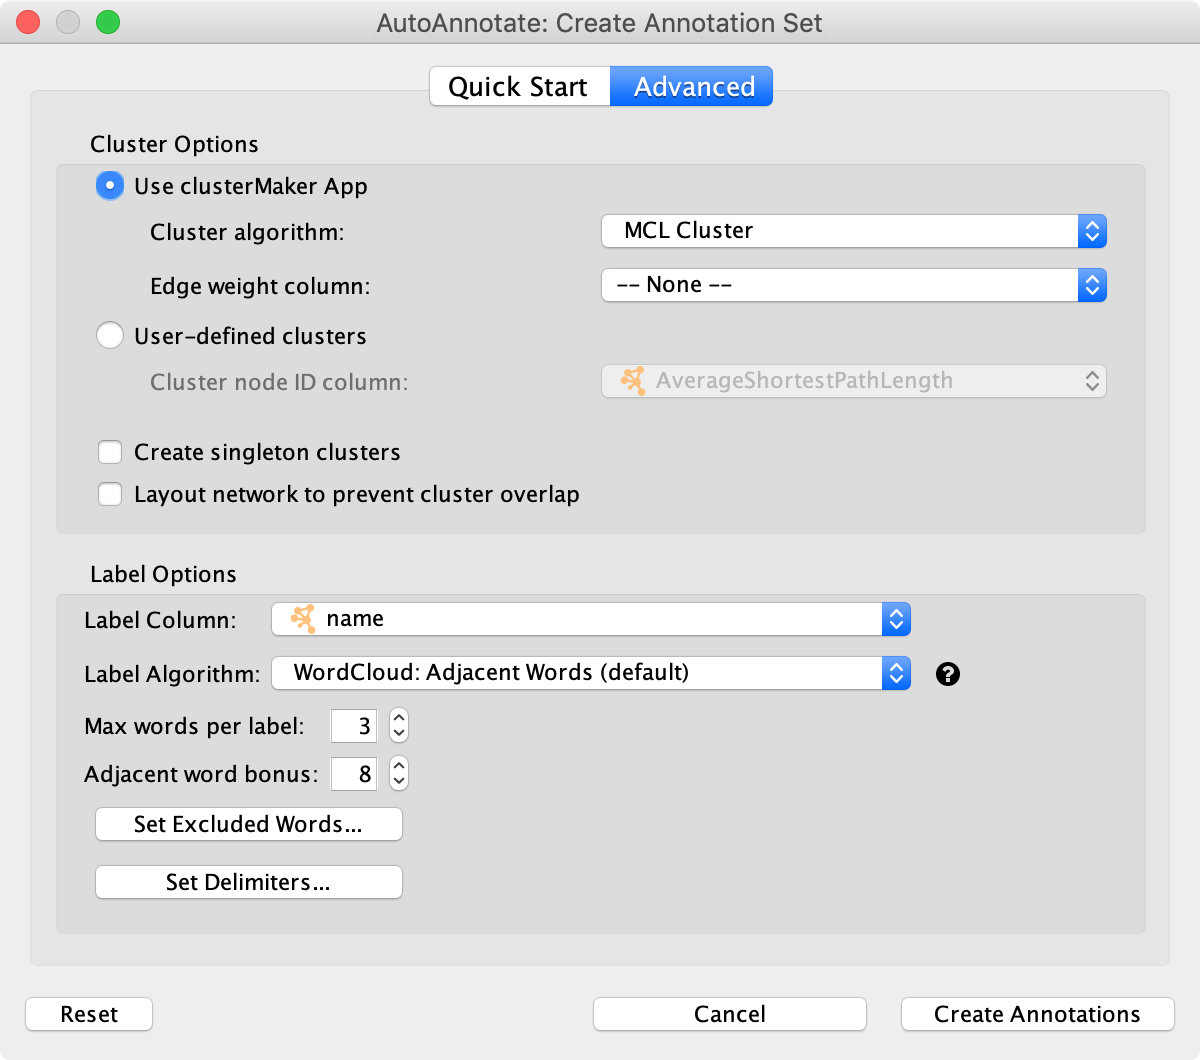 AutoAnnotate: Create Annotation Set
Quick Start
Advanced
Cluster Options
Use clusterMaker App
Cluster algorithm:
MCL Cluster
Edge weight column:
-- None --
User-defined clusters
Cluster node ID column:
AverageShortestPathLength
Create singleton clusters
Layout network to prevent cluster overlap
Label Options
Label Column:
name
Label Algorithm:
WordCloud: Adjacent Words (default)
?
Max words per label:
3
Adjacent word bonus:
8
Set Excluded Words...
Set Delimiters...
Reset
Cancel
Create Annotations